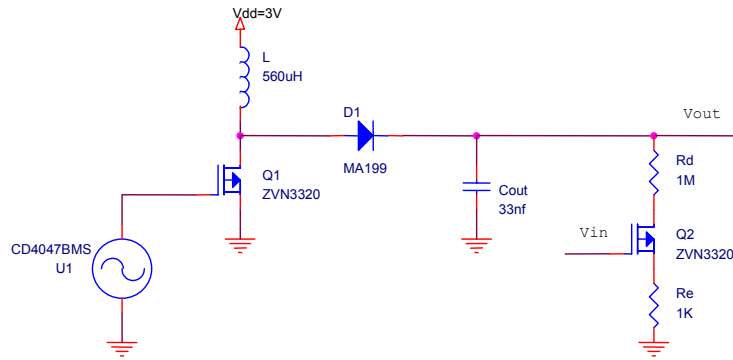 Vdd=3V
L
560uH
D1
MA199
Vout
Rd
1M
Q1
ZVN3320
Cout
33nf
Vin
Q2
ZVN3320
CD4047BMS
U1
Re
1K